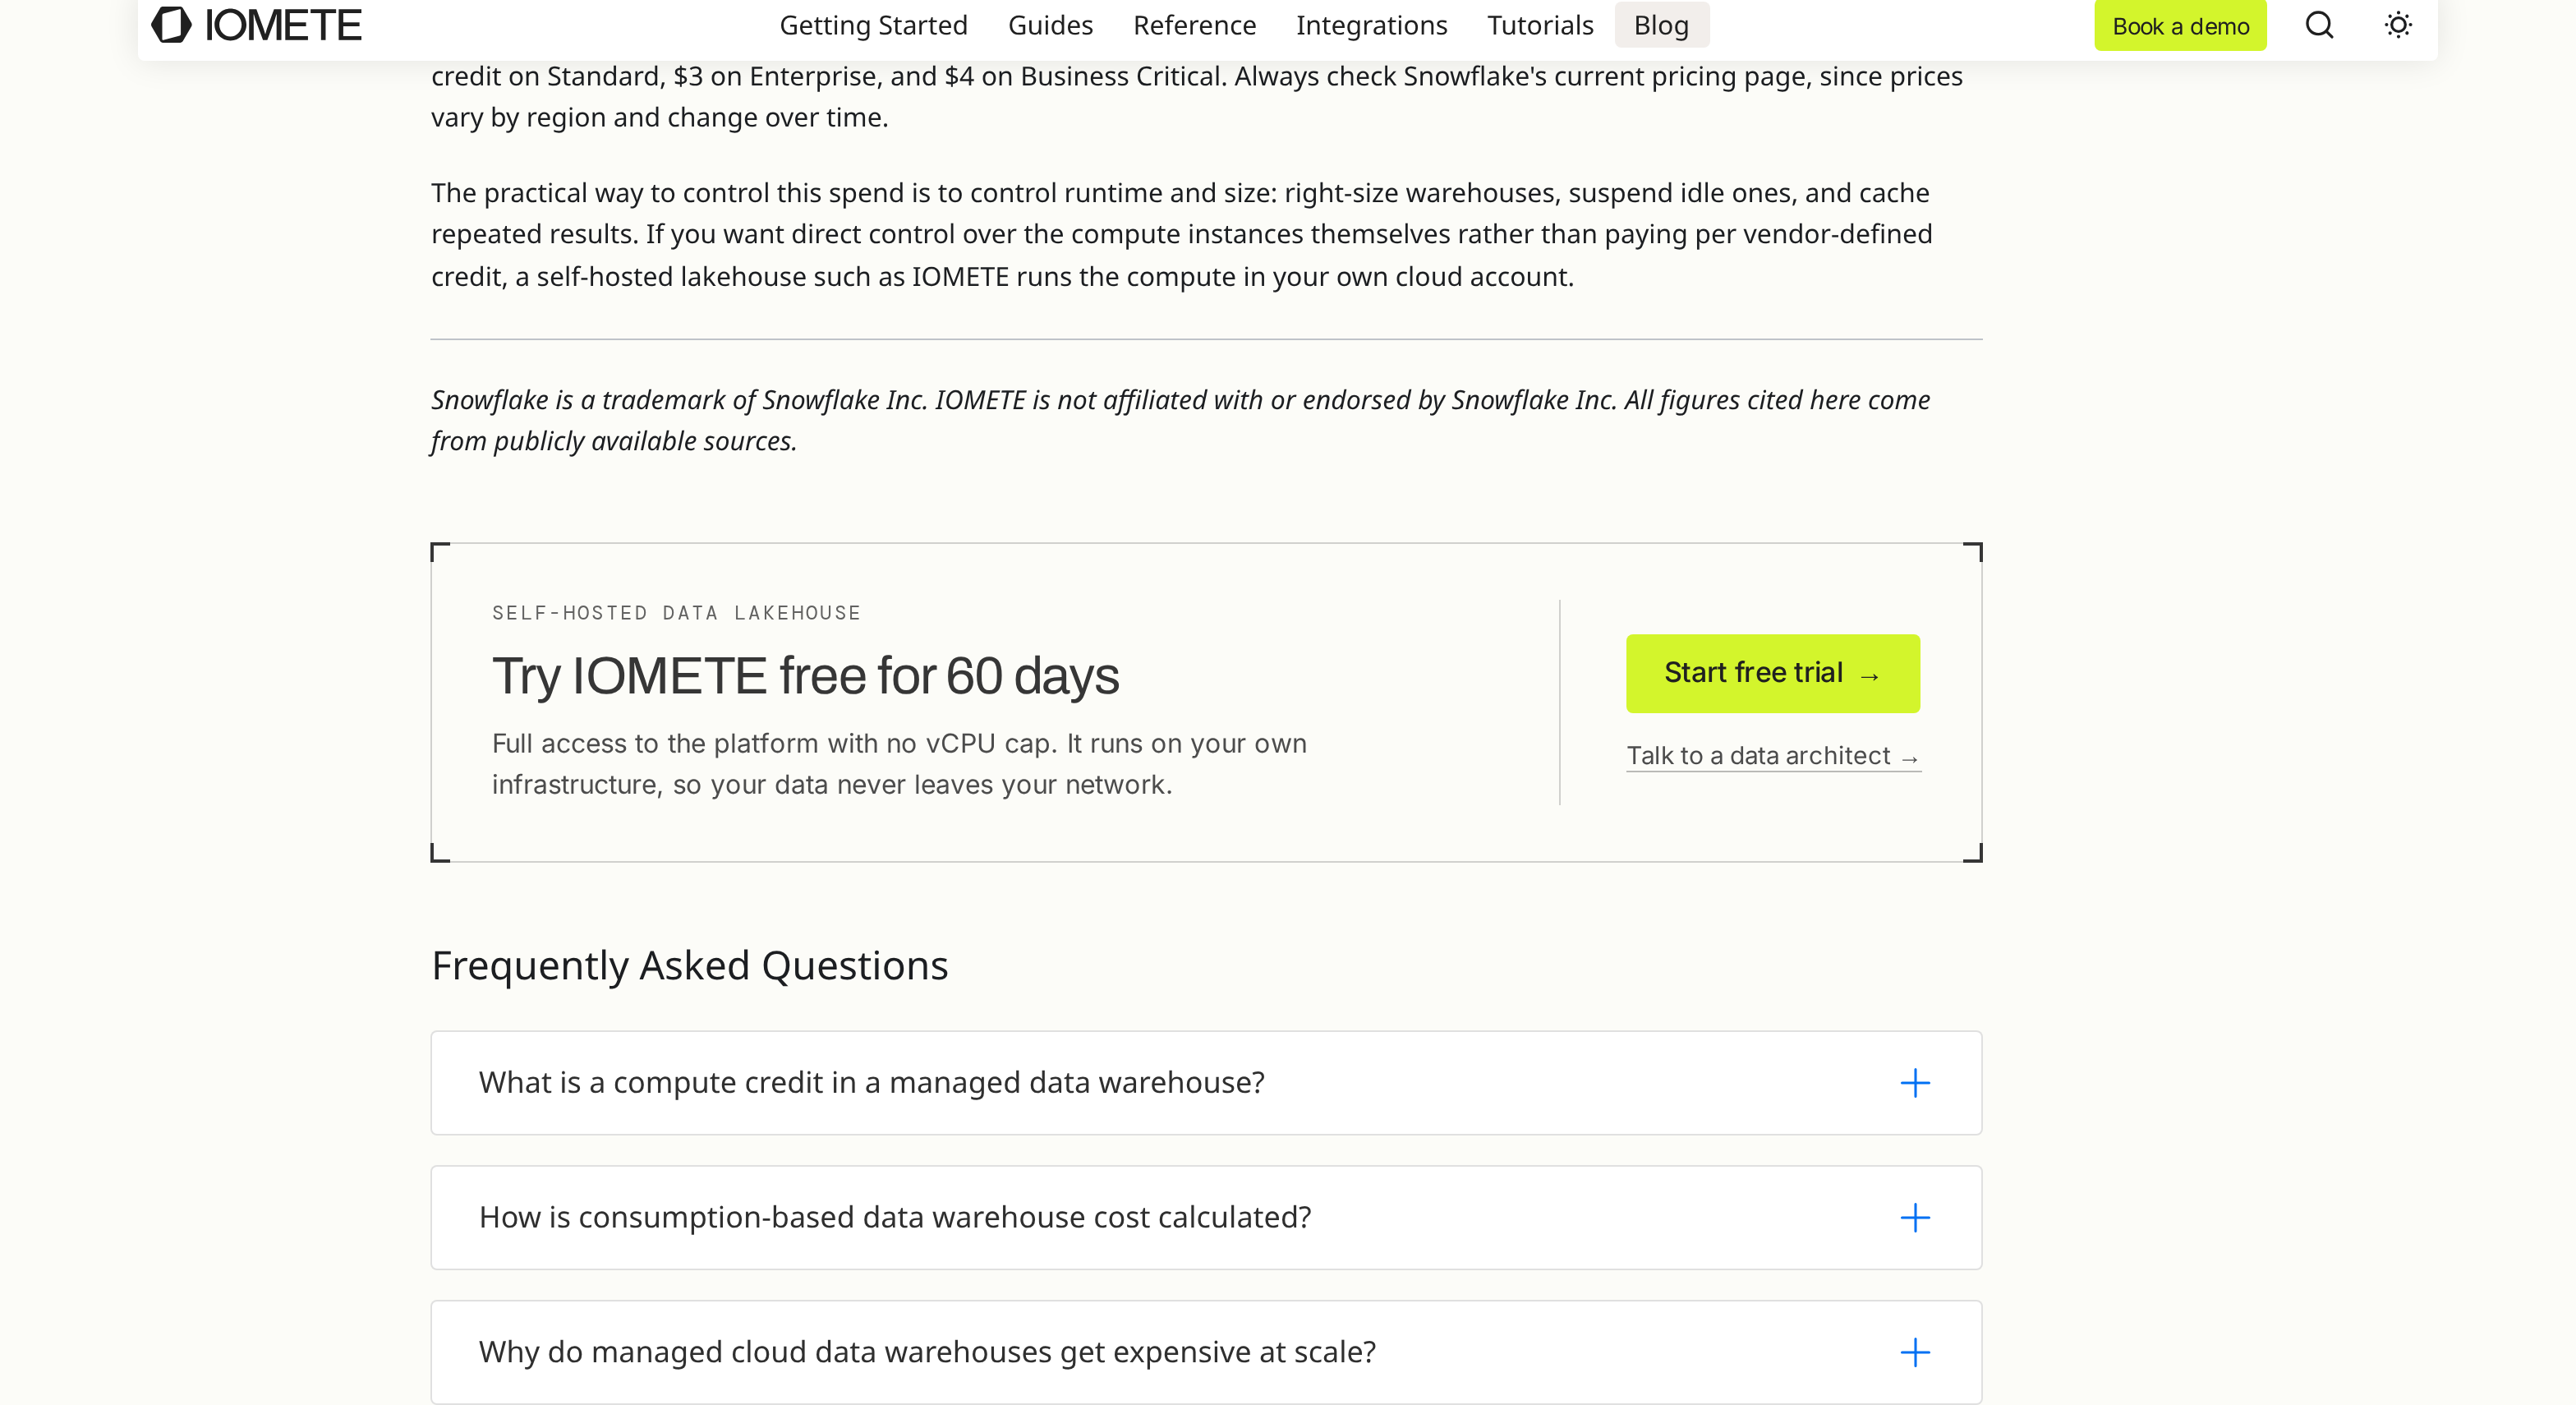 IOMETE
Getting Started Guides Reference Integrations Tutorials Blog
Book a demo
credit on Standard, $3 on Enterprise, and $4 on Business Critical. Always check Snowflake's current pricing page, since prices
vary by region and change over time.
The practical way to control this spend is to control runtime and size: right-size warehouses, suspend idle ones, and cache
repeated results. If you want direct control over the compute instances themselves rather than paying per vendor-defined
credit, a self-hosted lakehouse such as IOMETE runs the compute in your own cloud account.
Snowflake is a trademark of Snowflake Inc. IOMETE is not affiliated with or endorsed by Snowflake Inc. All figures cited here come
from publicly available sources.
SELF-HOSTED DATA LAKEHOUSE
Try IOMETE free for 60 days
Full access to the platform with no vCPU cap. It runs on your own
infrastructure, so your data never leaves your network.
Start free trial →
Talk to a data architect →
Frequently Asked Questions
What is a compute credit in a managed data warehouse?
How is consumption-based data warehouse cost calculated?
Why do managed cloud data warehouses get expensive at scale?